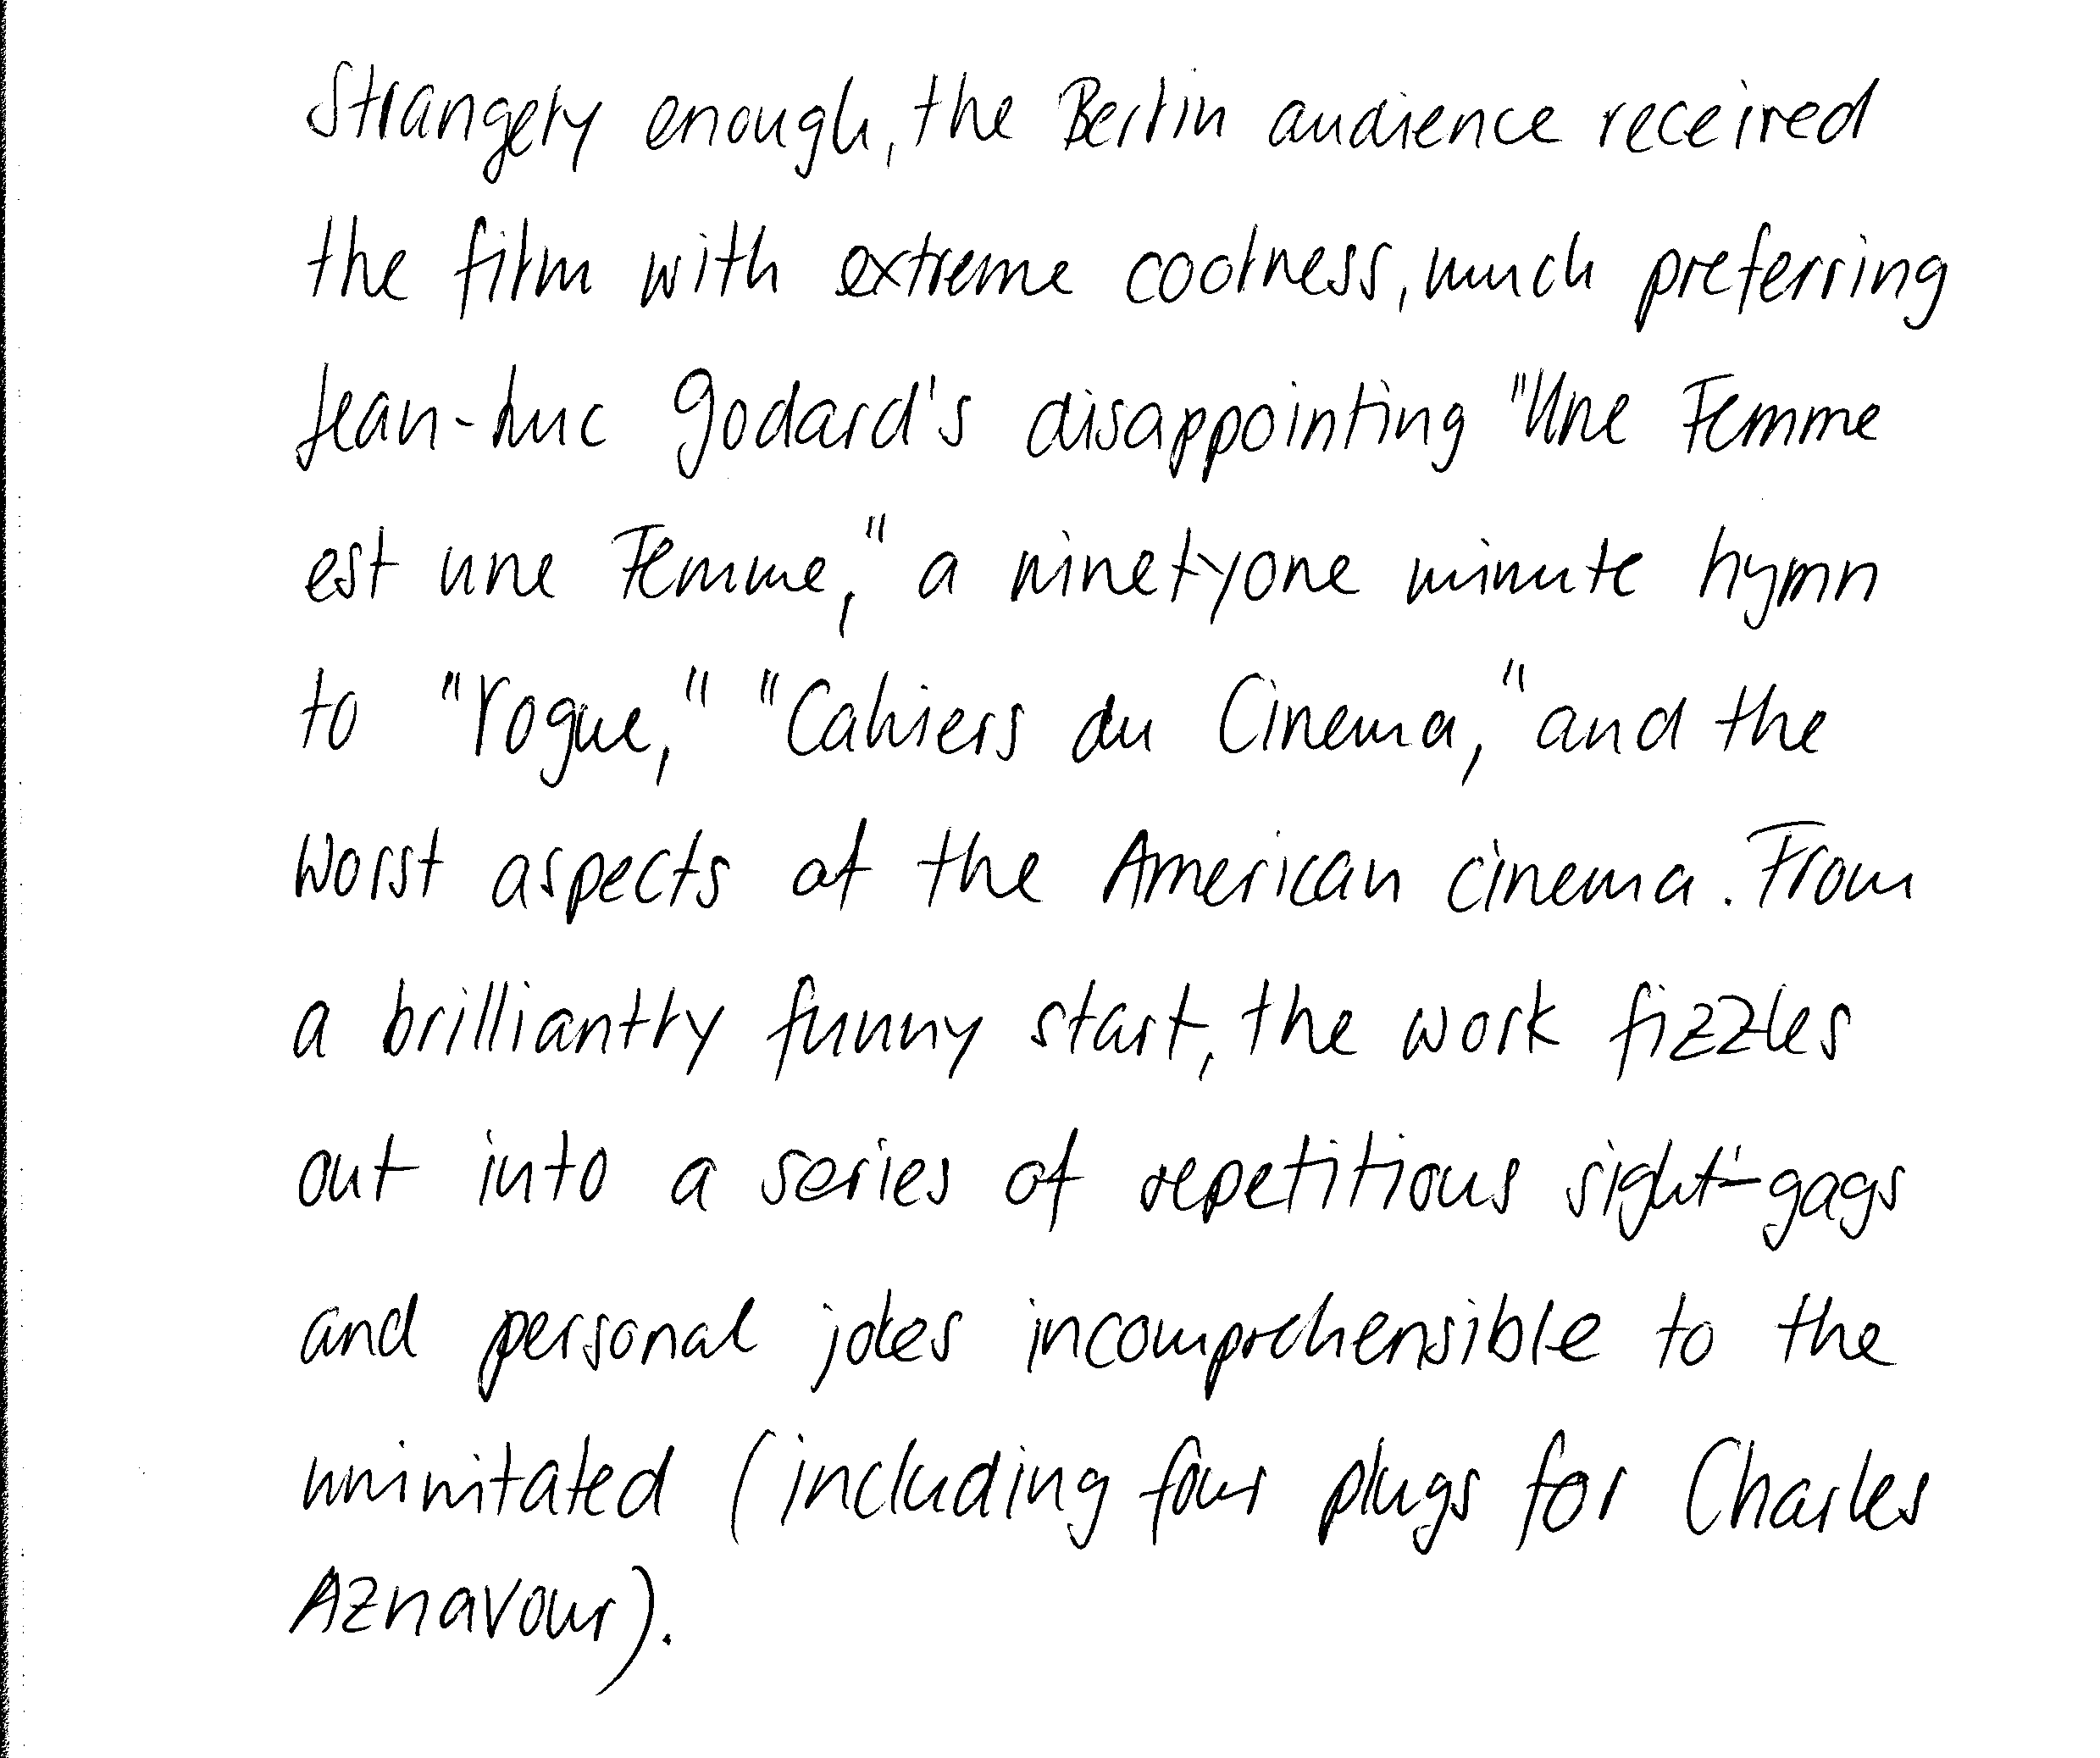 Strangely enough, the Berlin audience received
the film with extreme coolness, much preferring
Jean-Luc Godard's disappointing "Une Femme
est une Femme," a ninetyone minute hymn
to "Vogue," "Cahiers du Cinema," and the
worst aspects of the American cinema. From
a brilliantly funny start, the work fizzles
out into a series of repetitious sight-gags
and personal jokes incomprehensible to the
uninitated (including four plugs for Charles
Aznavour).